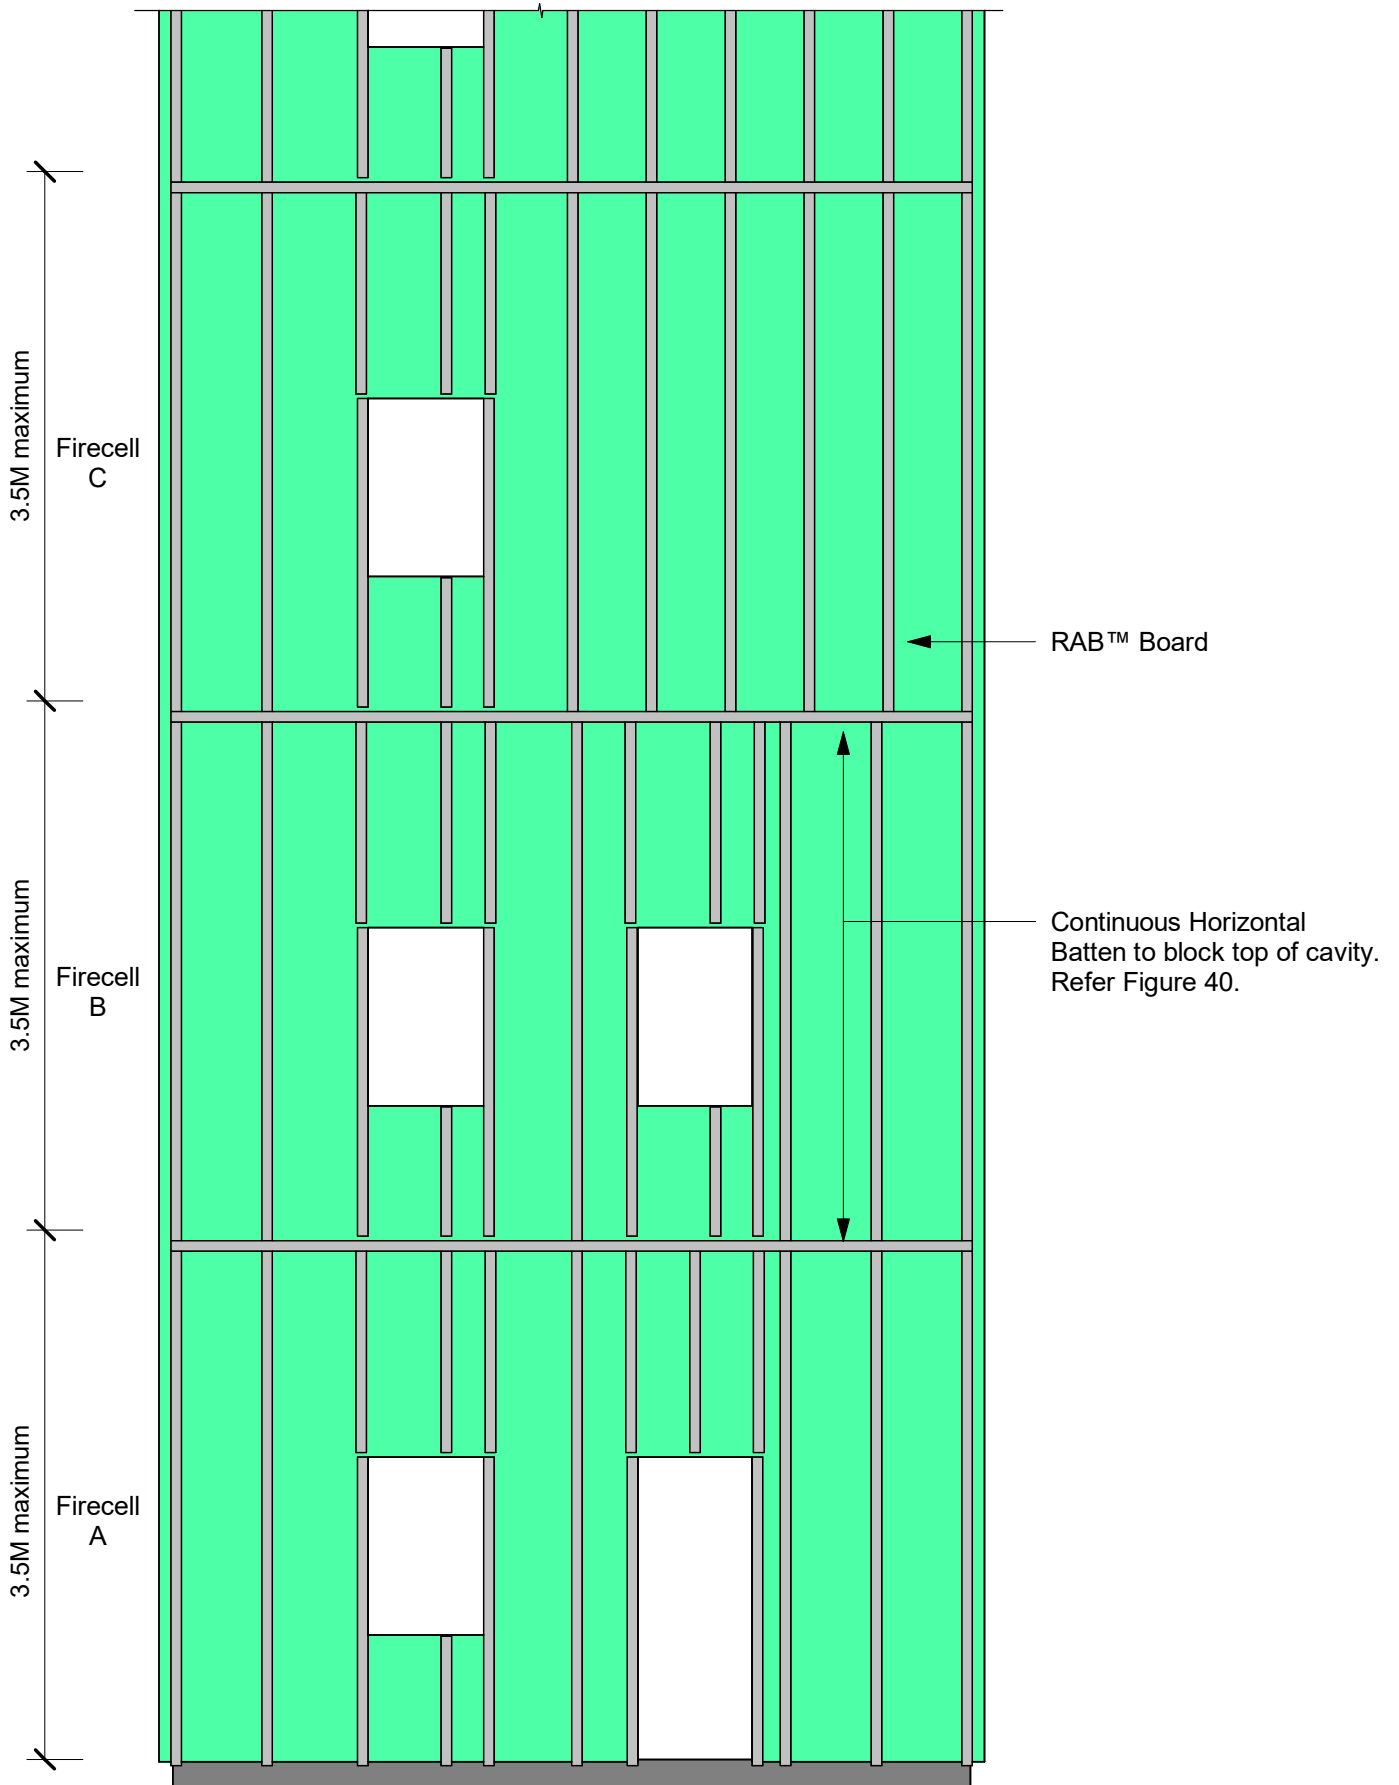 3.5M maximum
Firecell
C
RAB™ Board
3.5M maximum
Firecell
B
Continuous Horizontal
Batten to block top of cavity.
Refer Figure 40.
3.5M maximum
Firecell
A